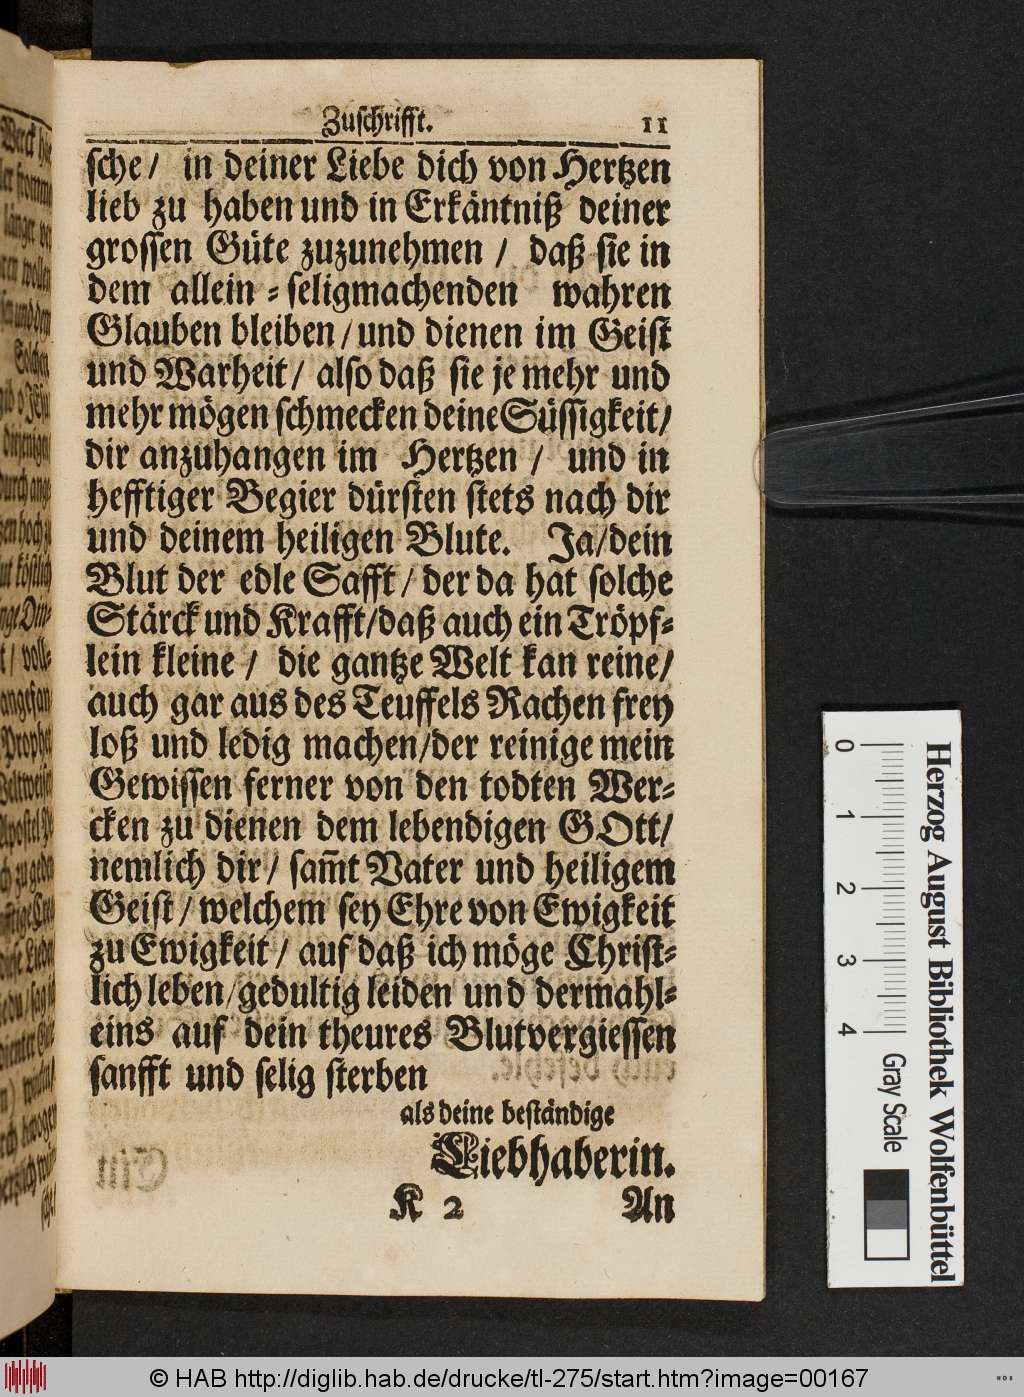 Zuſchrifft. 11
ſche / in deiner Liebe dich von Hertzen
lieb zu haben und in Erkäntniß deiner
groſſen Güte zuzunehmen / daß ſie in
dem allein = ſeligmachenden wahren
Glauben bleiben / und dienen im Geiſt
und Warheit / alſo daß ſie je mehr und
mehr mögen ſchmecken deine Süſſigkeit /
dir anzuhangen im Hertzen / und in
hefftiger Begier dürſten ſtets nach dir
und deinem heiligen Blute. Ja / dein
Blut der edle Safft / der da hat ſolche
Stärck und Krafft / daß auch ein Tröpf=
lein kleine / die gantze Welt kan reine /
auch gar aus des Teuffels Rachen frey
loß und ledig machen / der reinige mein
Gewiſſen ferner von den todten Wer=
cken zu dienen dem lebendigen GOtt /
nemlich dir / ſam̃t Vater und heiligem
Geiſt / welchem ſey Ehre von Ewigkeit
zu Ewigkeit / auf daß ich möge Chriſt=
lich leben / gedultig leiden und dermahl=
eins auf dein theures Blutvergieſſen
ſanfft und ſelig ſterben
als deine beſtändige
Liebhaberin.
K 2 An
Herzog August Bibliothek Wolfenbüttel
0 1 2 3 4 Gray Scale
© HAB http://diglib.hab.de/drucke/tl-275/start.htm?image=00167